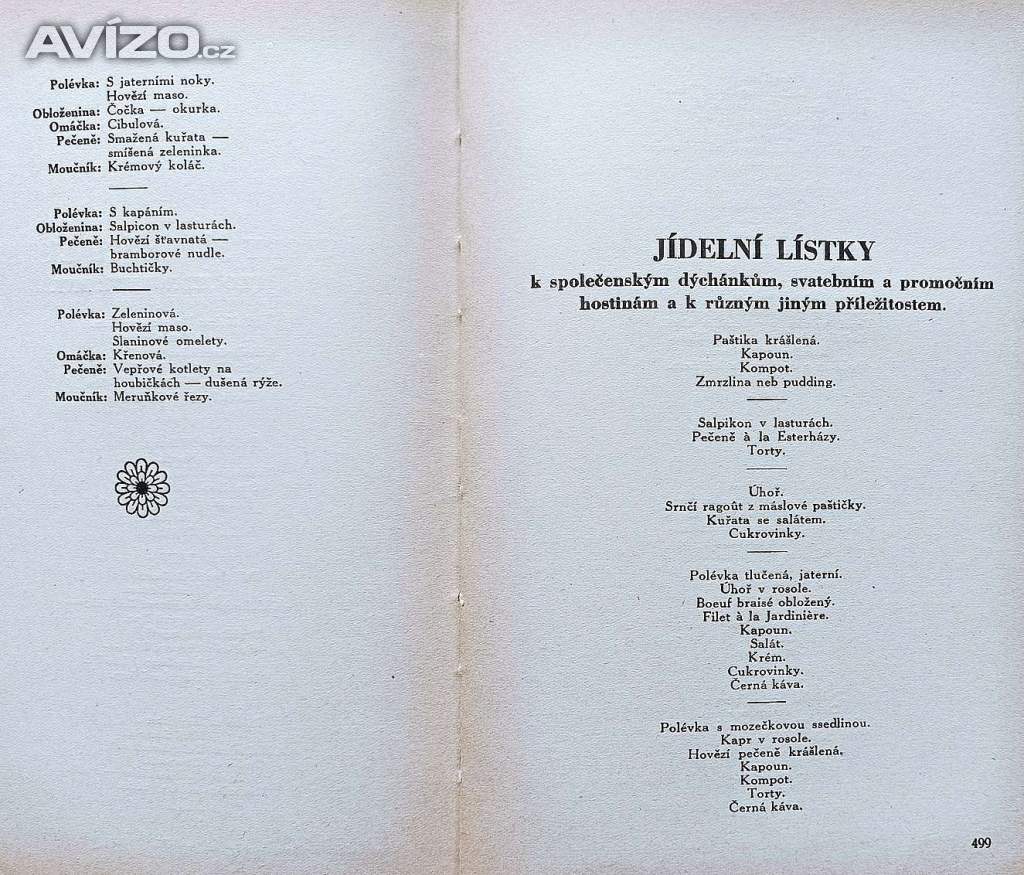 AVÍZO.cz
Polévka: S jaterními noky.
Hovězí maso.
Obloženina: Čočka — okurka.
Omáčka: Cibulová.
Pečeně: Smažená kuřata —
smíšená zeleninka.
Moučník: Krémový koláč.
Polévka: S kapáním.
Obloženina: Salpicon v lasturách.
Pečeně: Hovězí šťavnatá —
bramborové nudle.
Moučník: Buchtičky.
Polévka: Zeleninová.
Hovězí maso.
Slaninové omelety.
Omáčka: Křenová.
Pečeně: Vepřové kotlety na
houbičkách — dušená rýže.
Moučník: Meruňkové řezy.
JÍDELNÍ LÍSTKY
k společenským dýchánkům, svatebním a promočním
hostinám a k různým jiným příležitostem.
Paštika krášlená.
Kapoun.
Kompot.
Zmrzlina neb pudding.
Salpikon v lasturách.
Pečeně à la Esterházy.
Torty.
Úhoř.
Srnčí ragoût z máslové paštičky.
Kuřata se salátem.
Cukrovinky.
Polévka tlučená, jaterní.
Úhoř v rosole.
Boeuf braisé obložený.
Filet à la Jardinière.
Kapoun.
Salát.
Krém.
Cukrovinky.
Černá káva.
Polévka s mozečkovou ssedlinou.
Kapr v rosole.
Hovězí pečeně krášlená.
Kapoun.
Kompot.
Torty.
Černá káva.
499